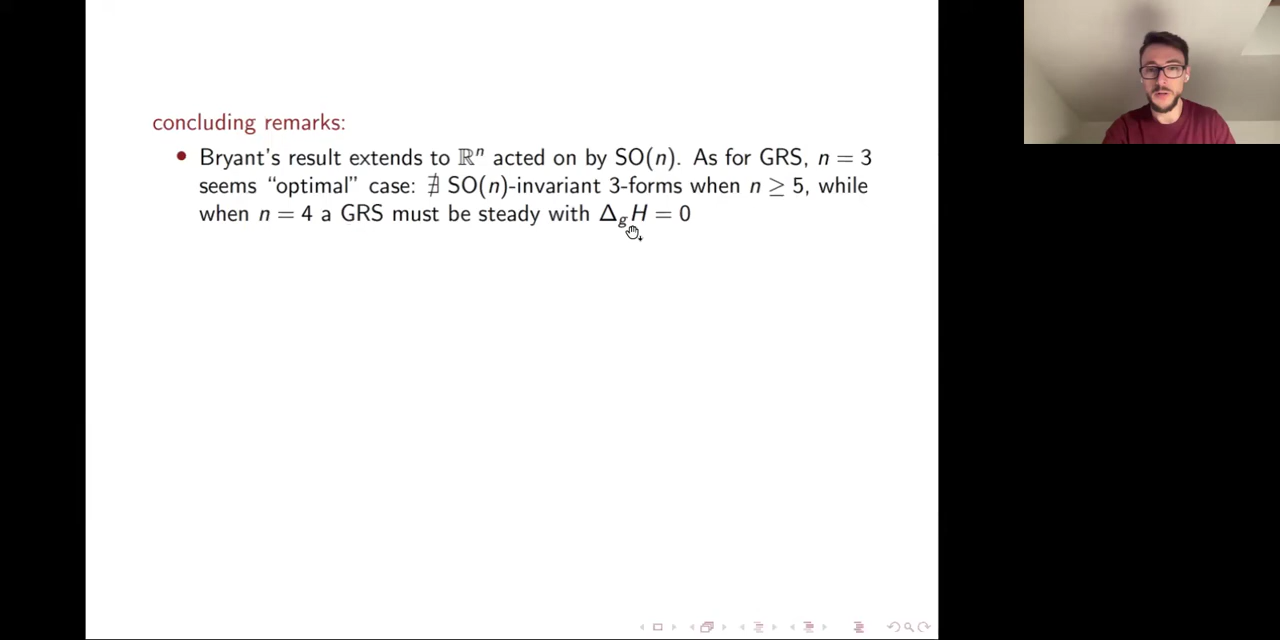 concluding remarks:
• Bryant's result extends to ℝⁿ acted on by SO(n). As for GRS, n = 3
seems "optimal" case: ∄ SO(n)-invariant 3-forms when n ≥ 5, while
when n = 4 a GRS must be steady with Δ_g H = 0